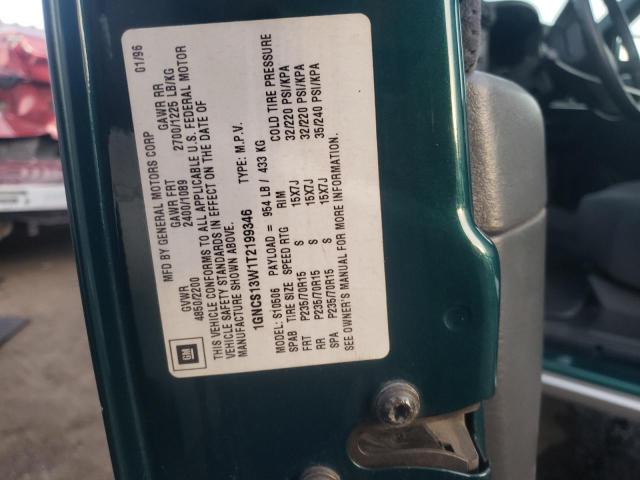 MFD BY GENERAL MOTORS CORP 01/96
GVWR GAWR FRT GAWR RR
4850/2200 2400/1089 2700/1225 LB/KG
THIS VEHICLE CONFORMS TO ALL APPLICABLE U.S. FEDERAL MOTOR
VEHICLE SAFETY STANDARDS IN EFFECT ON THE DATE OF
MANUFACTURE SHOWN ABOVE.
1GNCS13W1T2199346 TYPE: M.P.V.
MODEL: S10506 PAYLOAD = 954 LB / 433 KG
SPAB TIRE SIZE SPEED RTG RIM COLD TIRE PRESSURE
FRT P235/70R15 S 15X7J 32/220 PSI/KPA
RR P235/70R15 S 15X7J 32/220 PSI/KPA
SPA P235/70R15 S 15X7J 35/240 PSI/KPA
SEE OWNER'S MANUAL FOR MORE INFORMATION.
GM